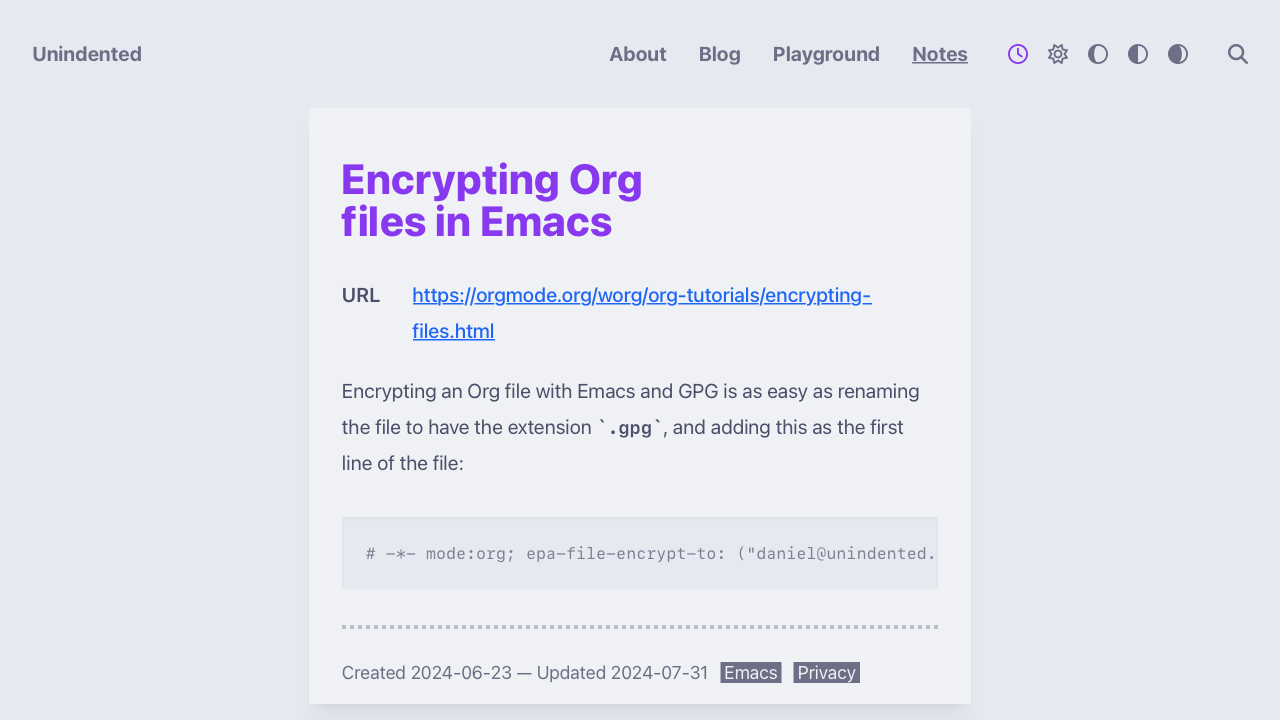 Unindented
About Blog Playground Notes
Encrypting Org
files in Emacs
URL https://orgmode.org/worg/org-tutorials/encrypting-
files.html
Encrypting an Org file with Emacs and GPG is as easy as renaming
the file to have the extension `.gpg`, and adding this as the first
line of the file:
# -*- mode:org; epa-file-encrypt-to: ("daniel@unindented.
Created 2024-06-23 — Updated 2024-07-31 Emacs Privacy